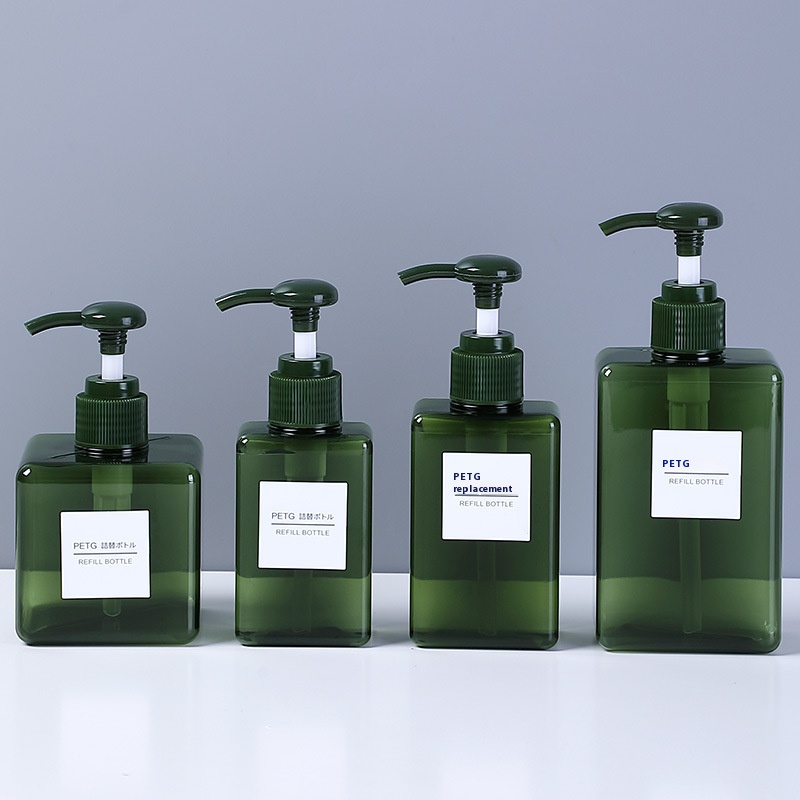 PETG 詰替ボトル
REFILL BOTTLE
PETG 詰替ボトル
REFILL BOTTLE
PETG
replacement
REFILL BOTTLE
PETG
REFILL BOTTLE